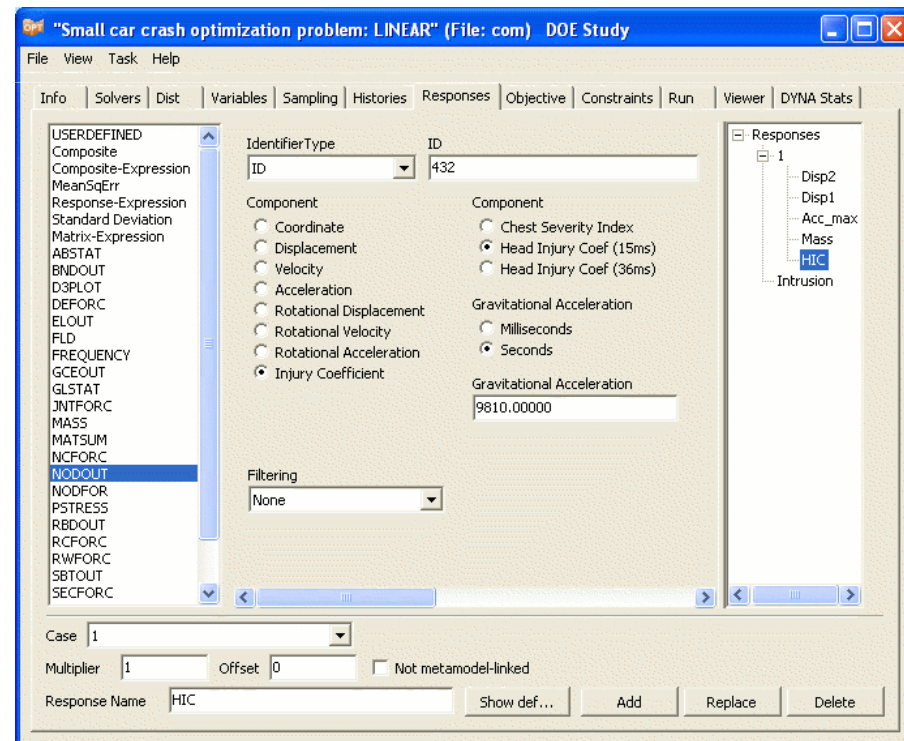 OPT "Small car crash optimization problem: LINEAR" (File: com) DOE Study
File View Task Help
Info Solvers Dist Variables Sampling Histories Responses Objective Constraints Run Viewer DYNA Stats
USERDEFINED
Composite
Composite-Expression
MeanSqErr
Response-Expression
Standard Deviation
Matrix-Expression
ABSTAT
BNDOUT
D3PLOT
DEFORC
ELOUT
FLD
FREQUENCY
GCEOUT
GLSTAT
JNTFORC
MASS
MATSUM
NCFORC
NODOUT
NODFOR
PSTRESS
RBDOUT
RCFORC
RWFORC
SBTOUT
SECFORC
IdentifierType
ID
ID
432
Component
Coordinate
Displacement
Velocity
Acceleration
Rotational Displacement
Rotational Velocity
Rotational Acceleration
Injury Coefficient
Component
Chest Severity Index
Head Injury Coef (15ms)
Head Injury Coef (36ms)
Gravitational Acceleration
Milliseconds
Seconds
Gravitational Acceleration
9810.00000
Filtering
None
Responses
1
Disp2
Disp1
Acc_max
Mass
HIC
Intrusion
Case 1
Multiplier 1 Offset 0 Not metamodel-linked
Response Name HIC Show def... Add Replace Delete